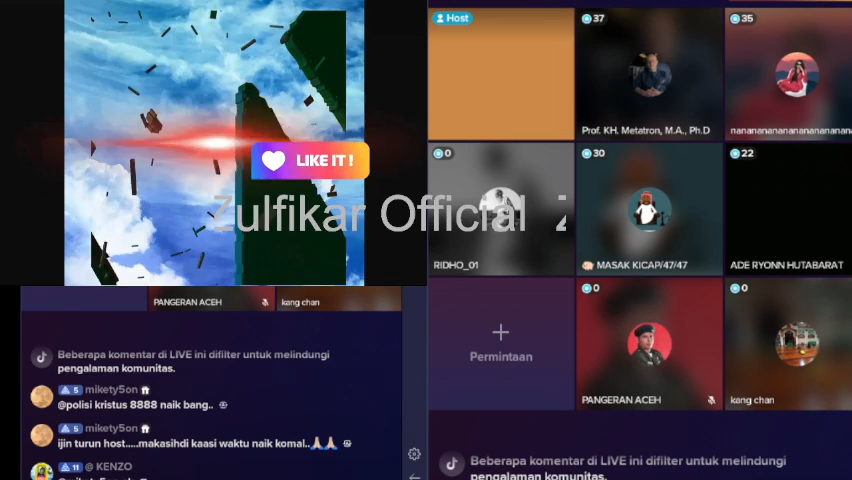 LIKE IT !
Zulfikar Official
PANGERAN ACEH
kang chan
Beberapa komentar di LIVE ini difilter untuk melindungi
pengalaman komunitas.
5 mikety5on
@polisi kristus 8888 naik bang..
5 mikety5on
ijin turun host.....makasihdi kaasi waktu naik komal..🙏🏻🙏🏻
11 @ KENZO
Host
37
Prof. KH. Metatron, M.A., Ph.D
35
nanananananananananananana
0
RIDHO_01
30
MASAK KICAP/47/47
22
ADE RYONN HUTABARAT
Permintaan
0
PANGERAN ACEH
0
kang chan
Beberapa komentar di LIVE ini difilter untuk melindungi
pengalaman komunitas.